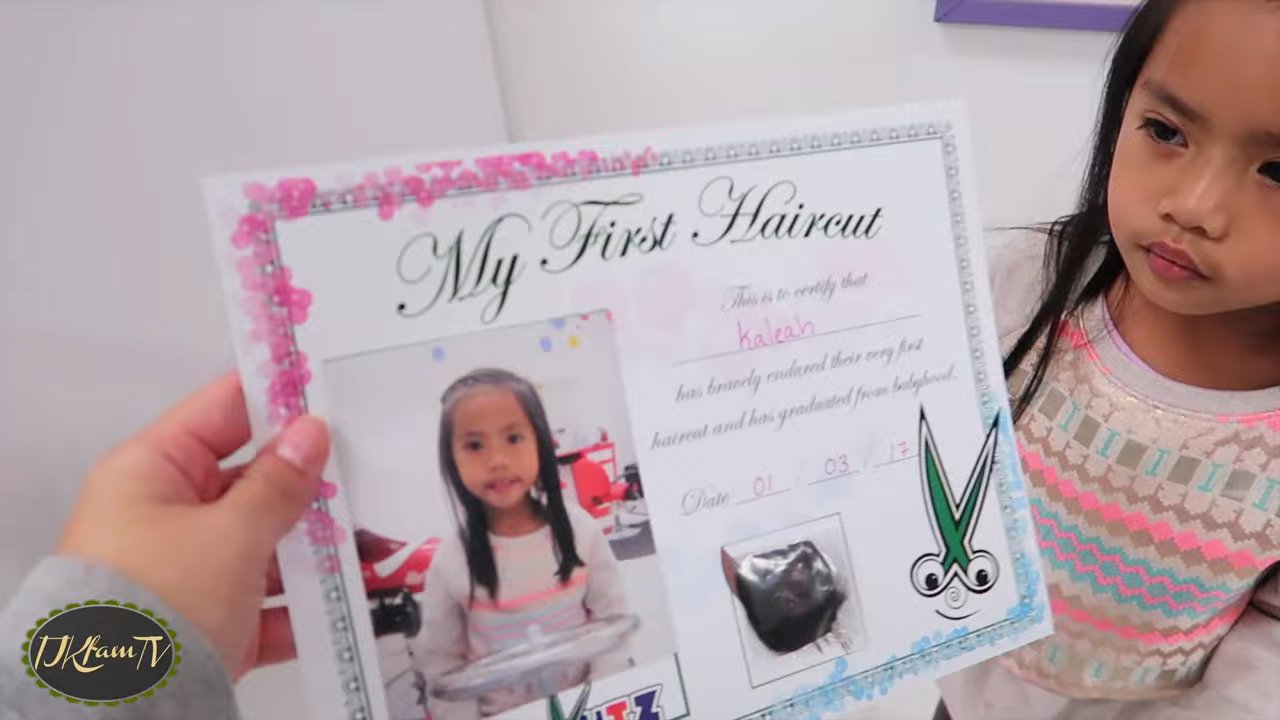 My First Haircut
This is to certify that
Kaleah
has bravely endured their very first
haircut and has graduated from babyhood.
Date 01 / 03 / 17
TJKfamTV